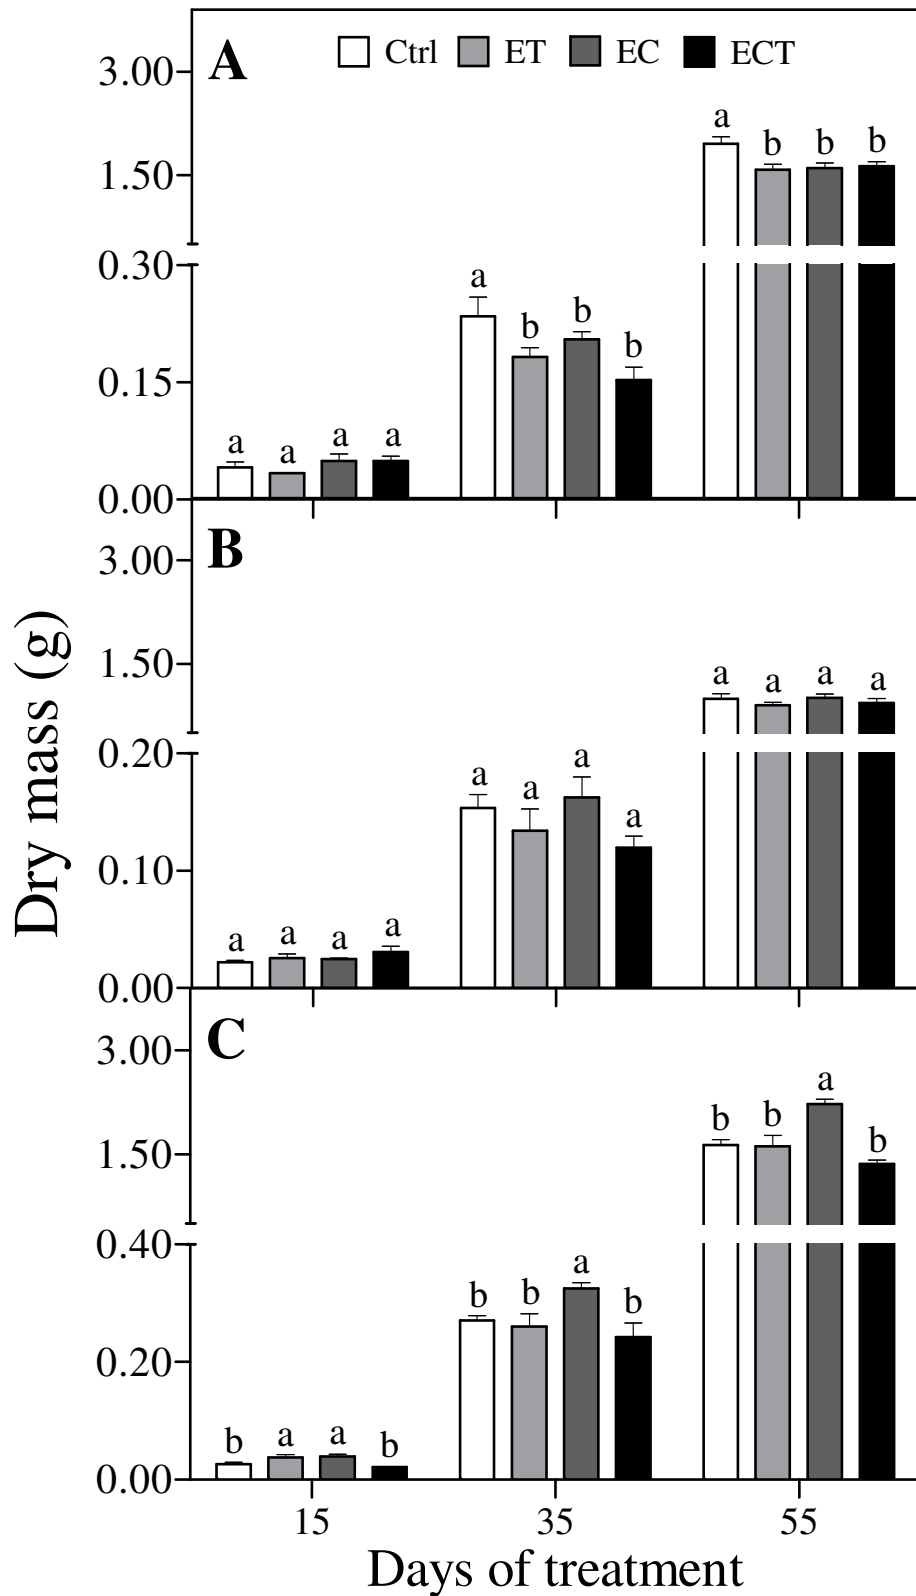 A
Ctrl ET EC ECT
3.00
a
b b b
1.50
0.30
a
b b b
0.15
a a a a
0.00
B
3.00
1.50
a a a a
0.20
a a a a
0.10
a a a a
0.00
C
3.00
a
b b b
1.50
0.40
a
b b b
0.20
b a a b
0.00
15 35 55
Days of treatment
Dry mass (g)